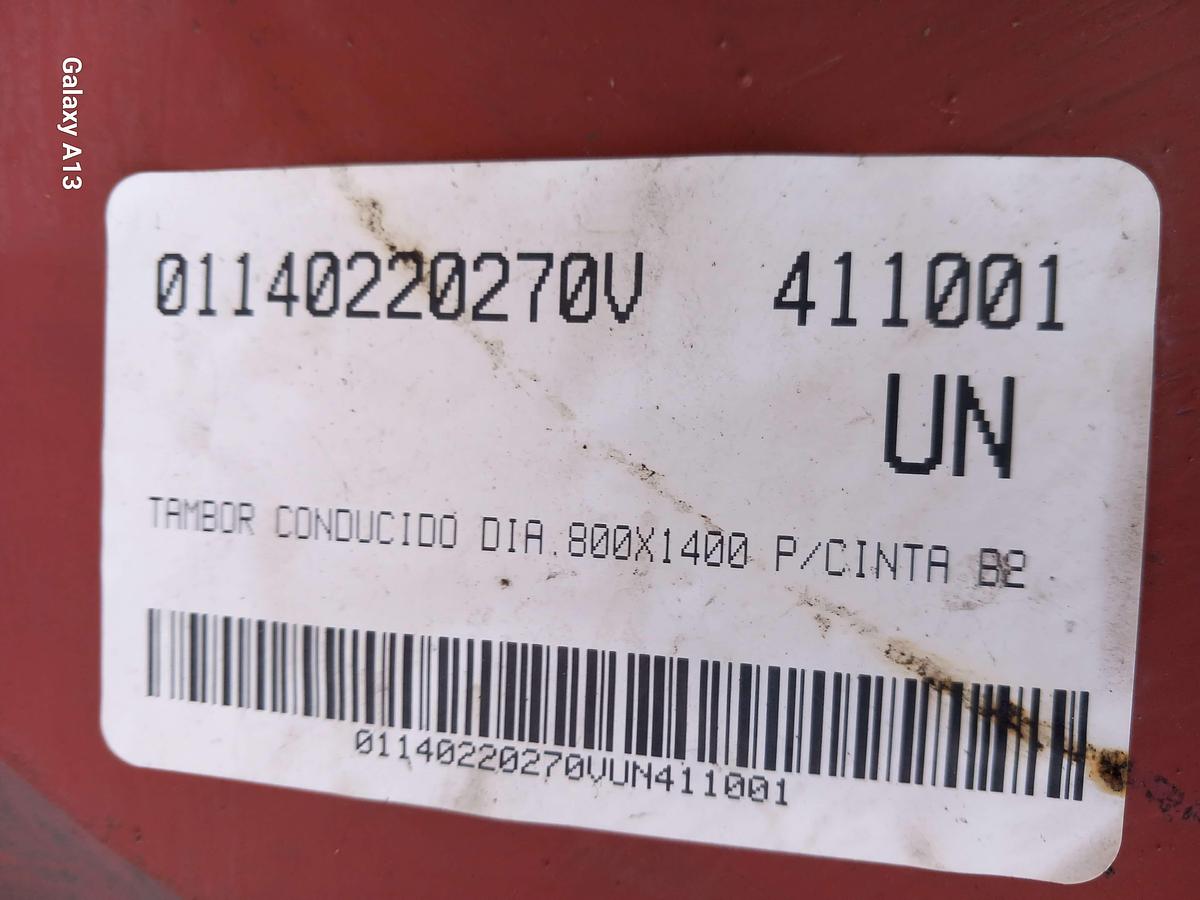 Galaxy A13
01140220270V 411001
UN
TAMBOR CONDUCIDO DIA.800X1400 P/CINTA B2
01140220270VUN411001